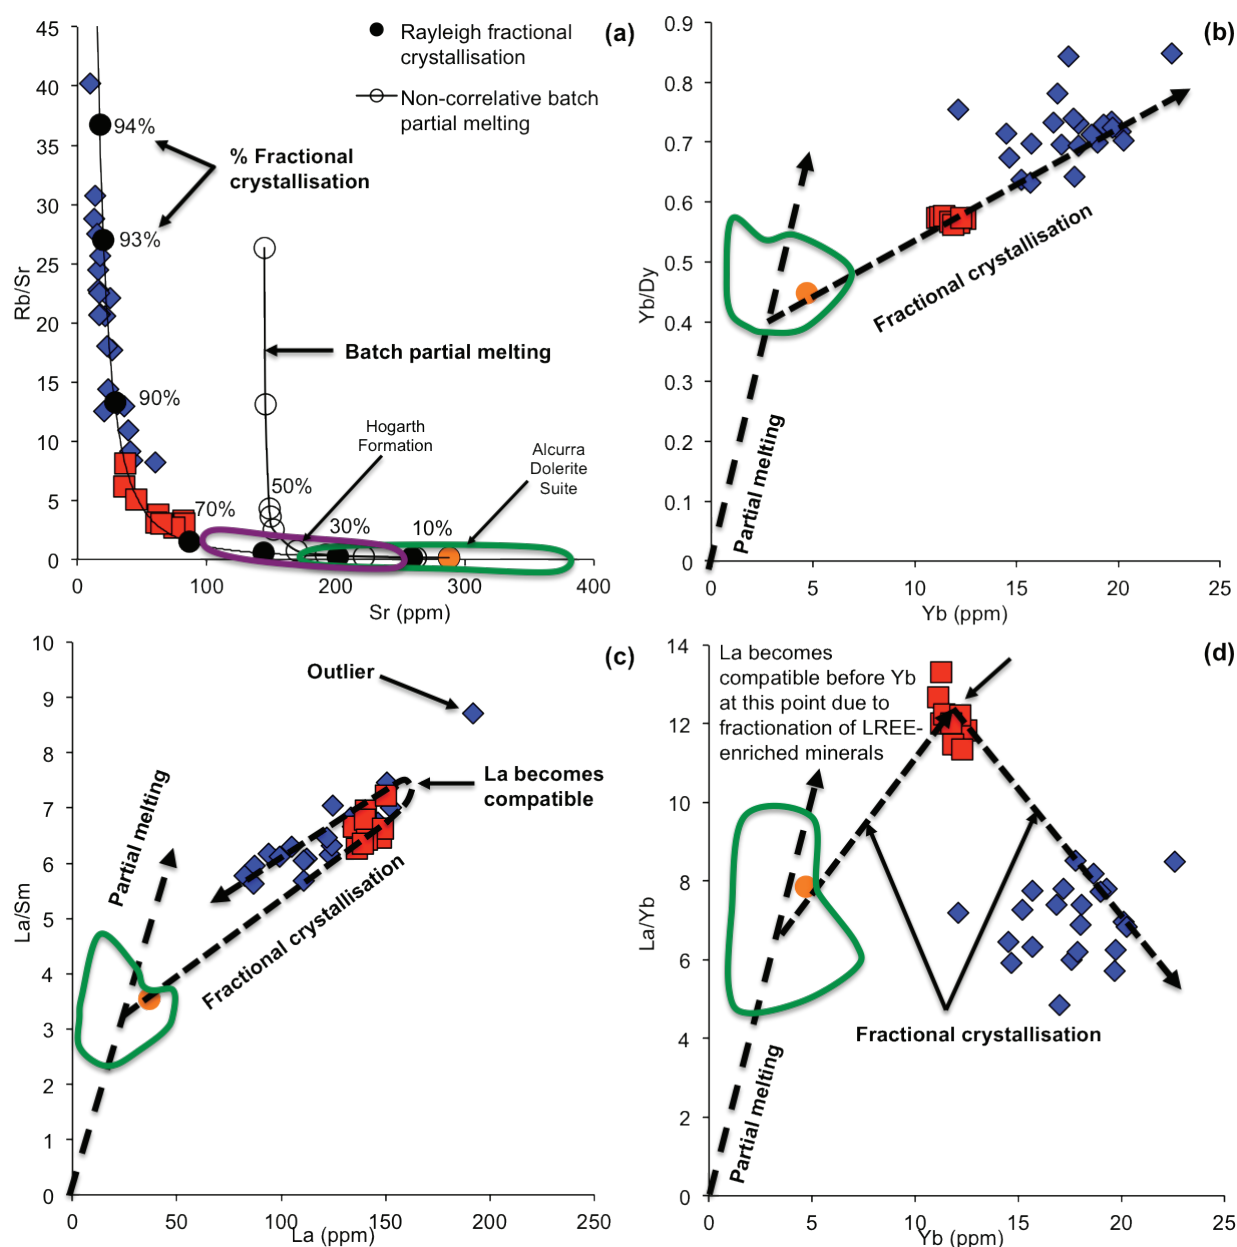 (a)
Rayleigh fractional
crystallisation
Non-correlative batch
partial melting
94%
% Fractional
crystallisation
93%
Batch partial melting
90%
Hogarth
Formation
Alcurra
Dolerite
Suite
50%
70%
30%
10%
45
40
35
30
25
20
15
10
5
0
Rb/Sr
0
100
200
300
400
Sr (ppm)
(b)
0.9
0.8
0.7
0.6
0.5
0.4
0.3
0.2
0.1
0
Yb/Dy
Fractional crystallisation
Partial melting
0
5
10
15
20
25
Yb (ppm)
(c)
Outlier
La becomes
compatible
Partial melting
Fractional crystallisation
10
9
8
7
6
5
4
3
2
1
0
La/Sm
0
50
100
150
200
250
La (ppm)
(d)
La becomes
compatible before Yb
at this point due to
fractionation of LREE-
enriched minerals
Fractional crystallisation
Partial melting
14
12
10
8
6
4
2
0
La/Yb
0
5
10
15
20
25
Yb (ppm)